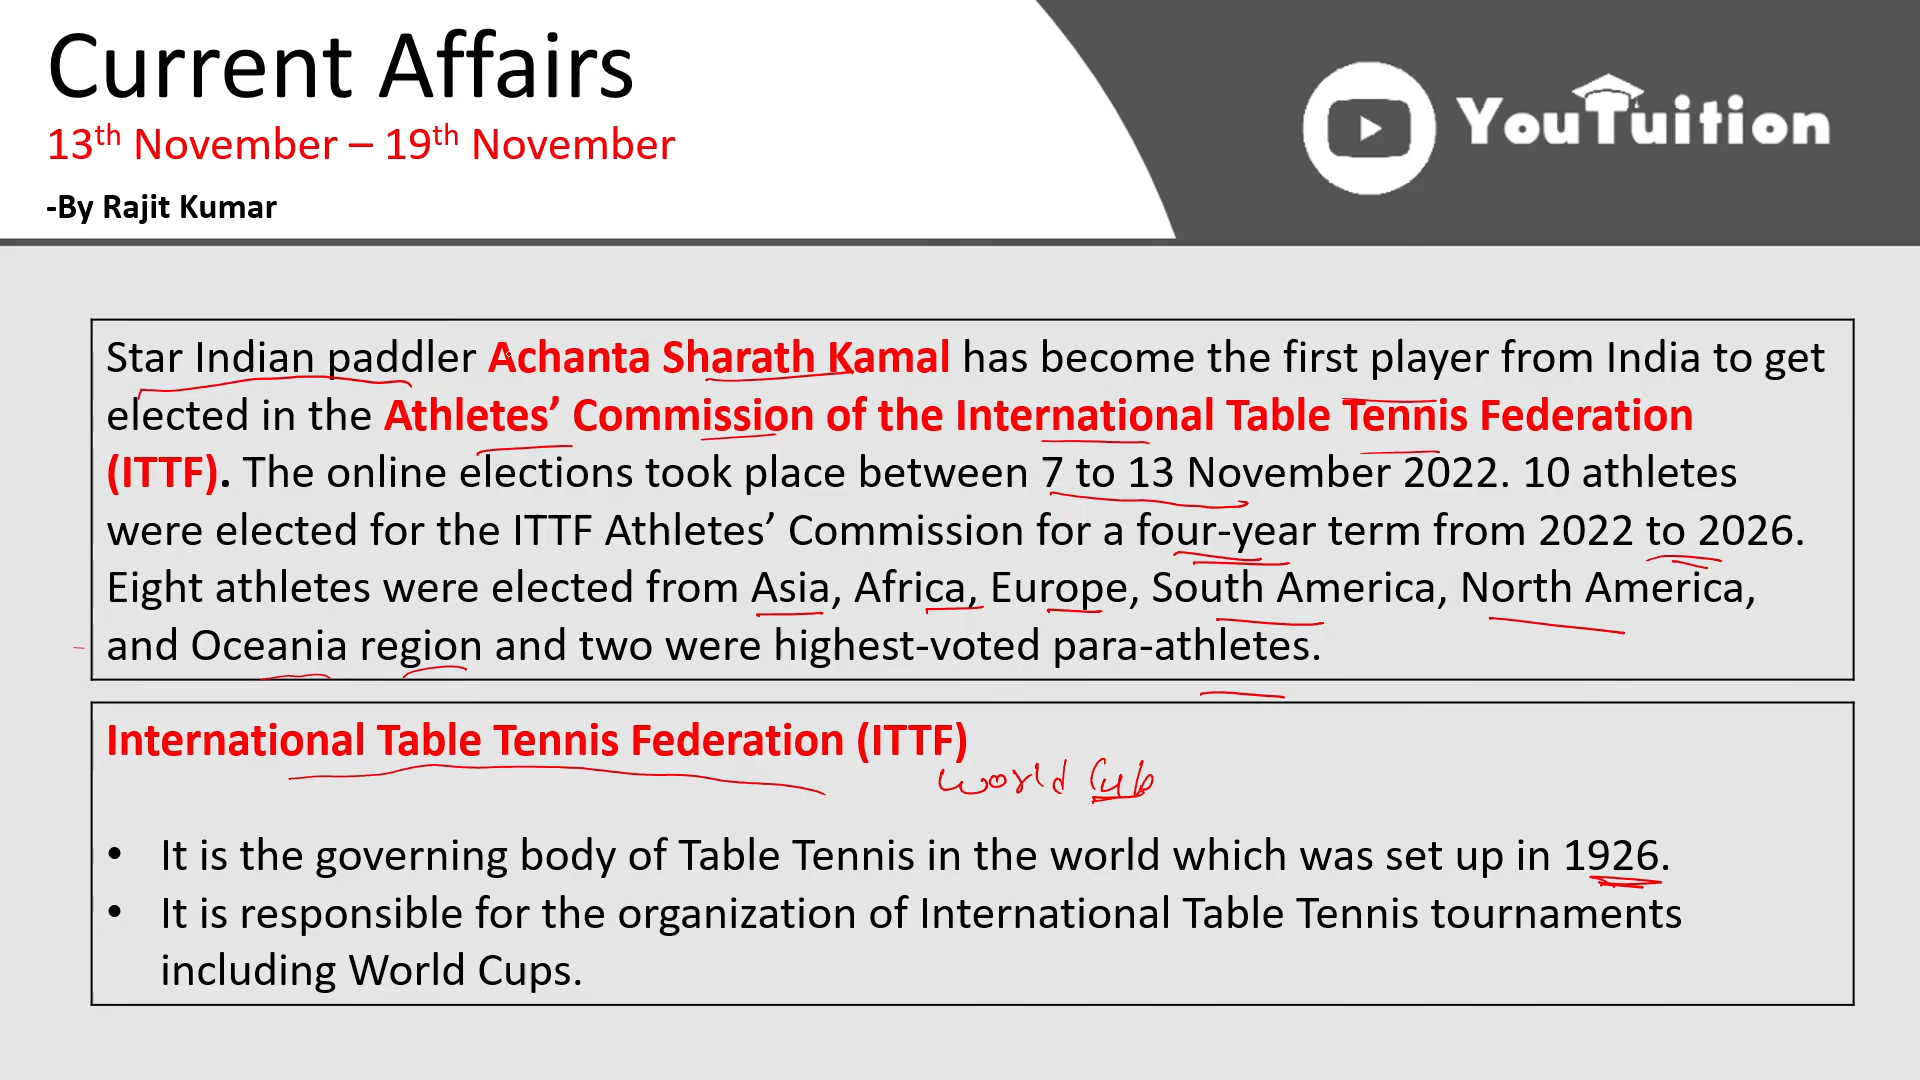 Current Affairs
13th November – 19th November
-By Rajit Kumar
YouTuition
Star Indian paddler Achanta Sharath Kamal has become the first player from India to get
elected in the Athletes’ Commission of the International Table Tennis Federation
(ITTF). The online elections took place between 7 to 13 November 2022. 10 athletes
were elected for the ITTF Athletes’ Commission for a four-year term from 2022 to 2026.
Eight athletes were elected from Asia, Africa, Europe, South America, North America,
and Oceania region and two were highest-voted para-athletes.
International Table Tennis Federation (ITTF)
World Cup
• It is the governing body of Table Tennis in the world which was set up in 1926.
• It is responsible for the organization of International Table Tennis tournaments
including World Cups.